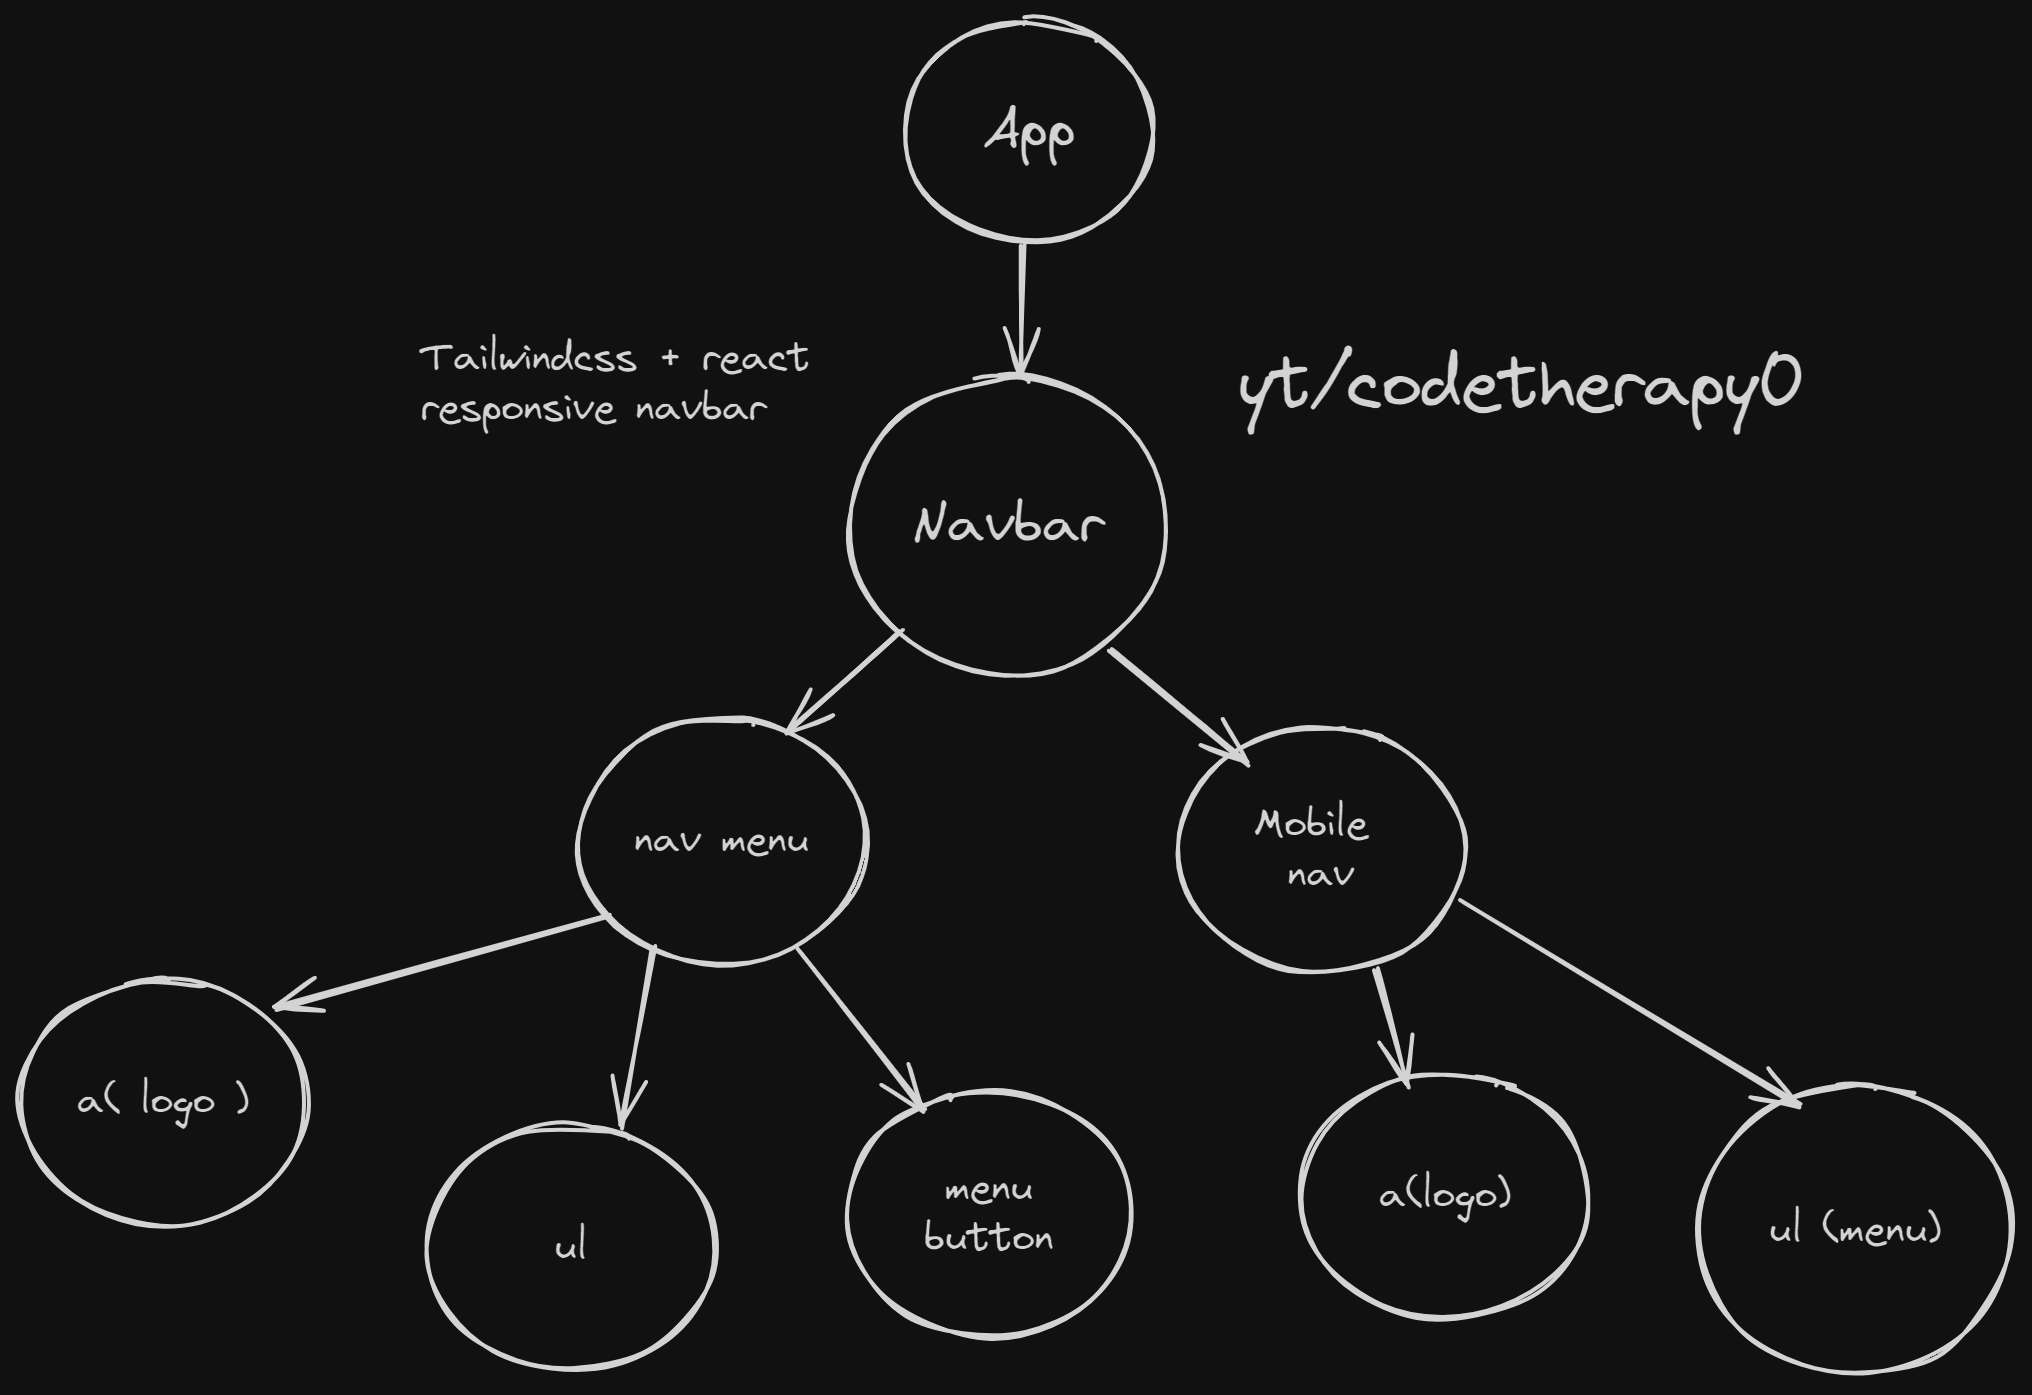 App
Tailwindcss + react
responsive navbar
yt/codetherapy0
Navbar
nav menu
Mobile
nav
a( logo )
ul
menu
button
a(logo)
ul (menu)